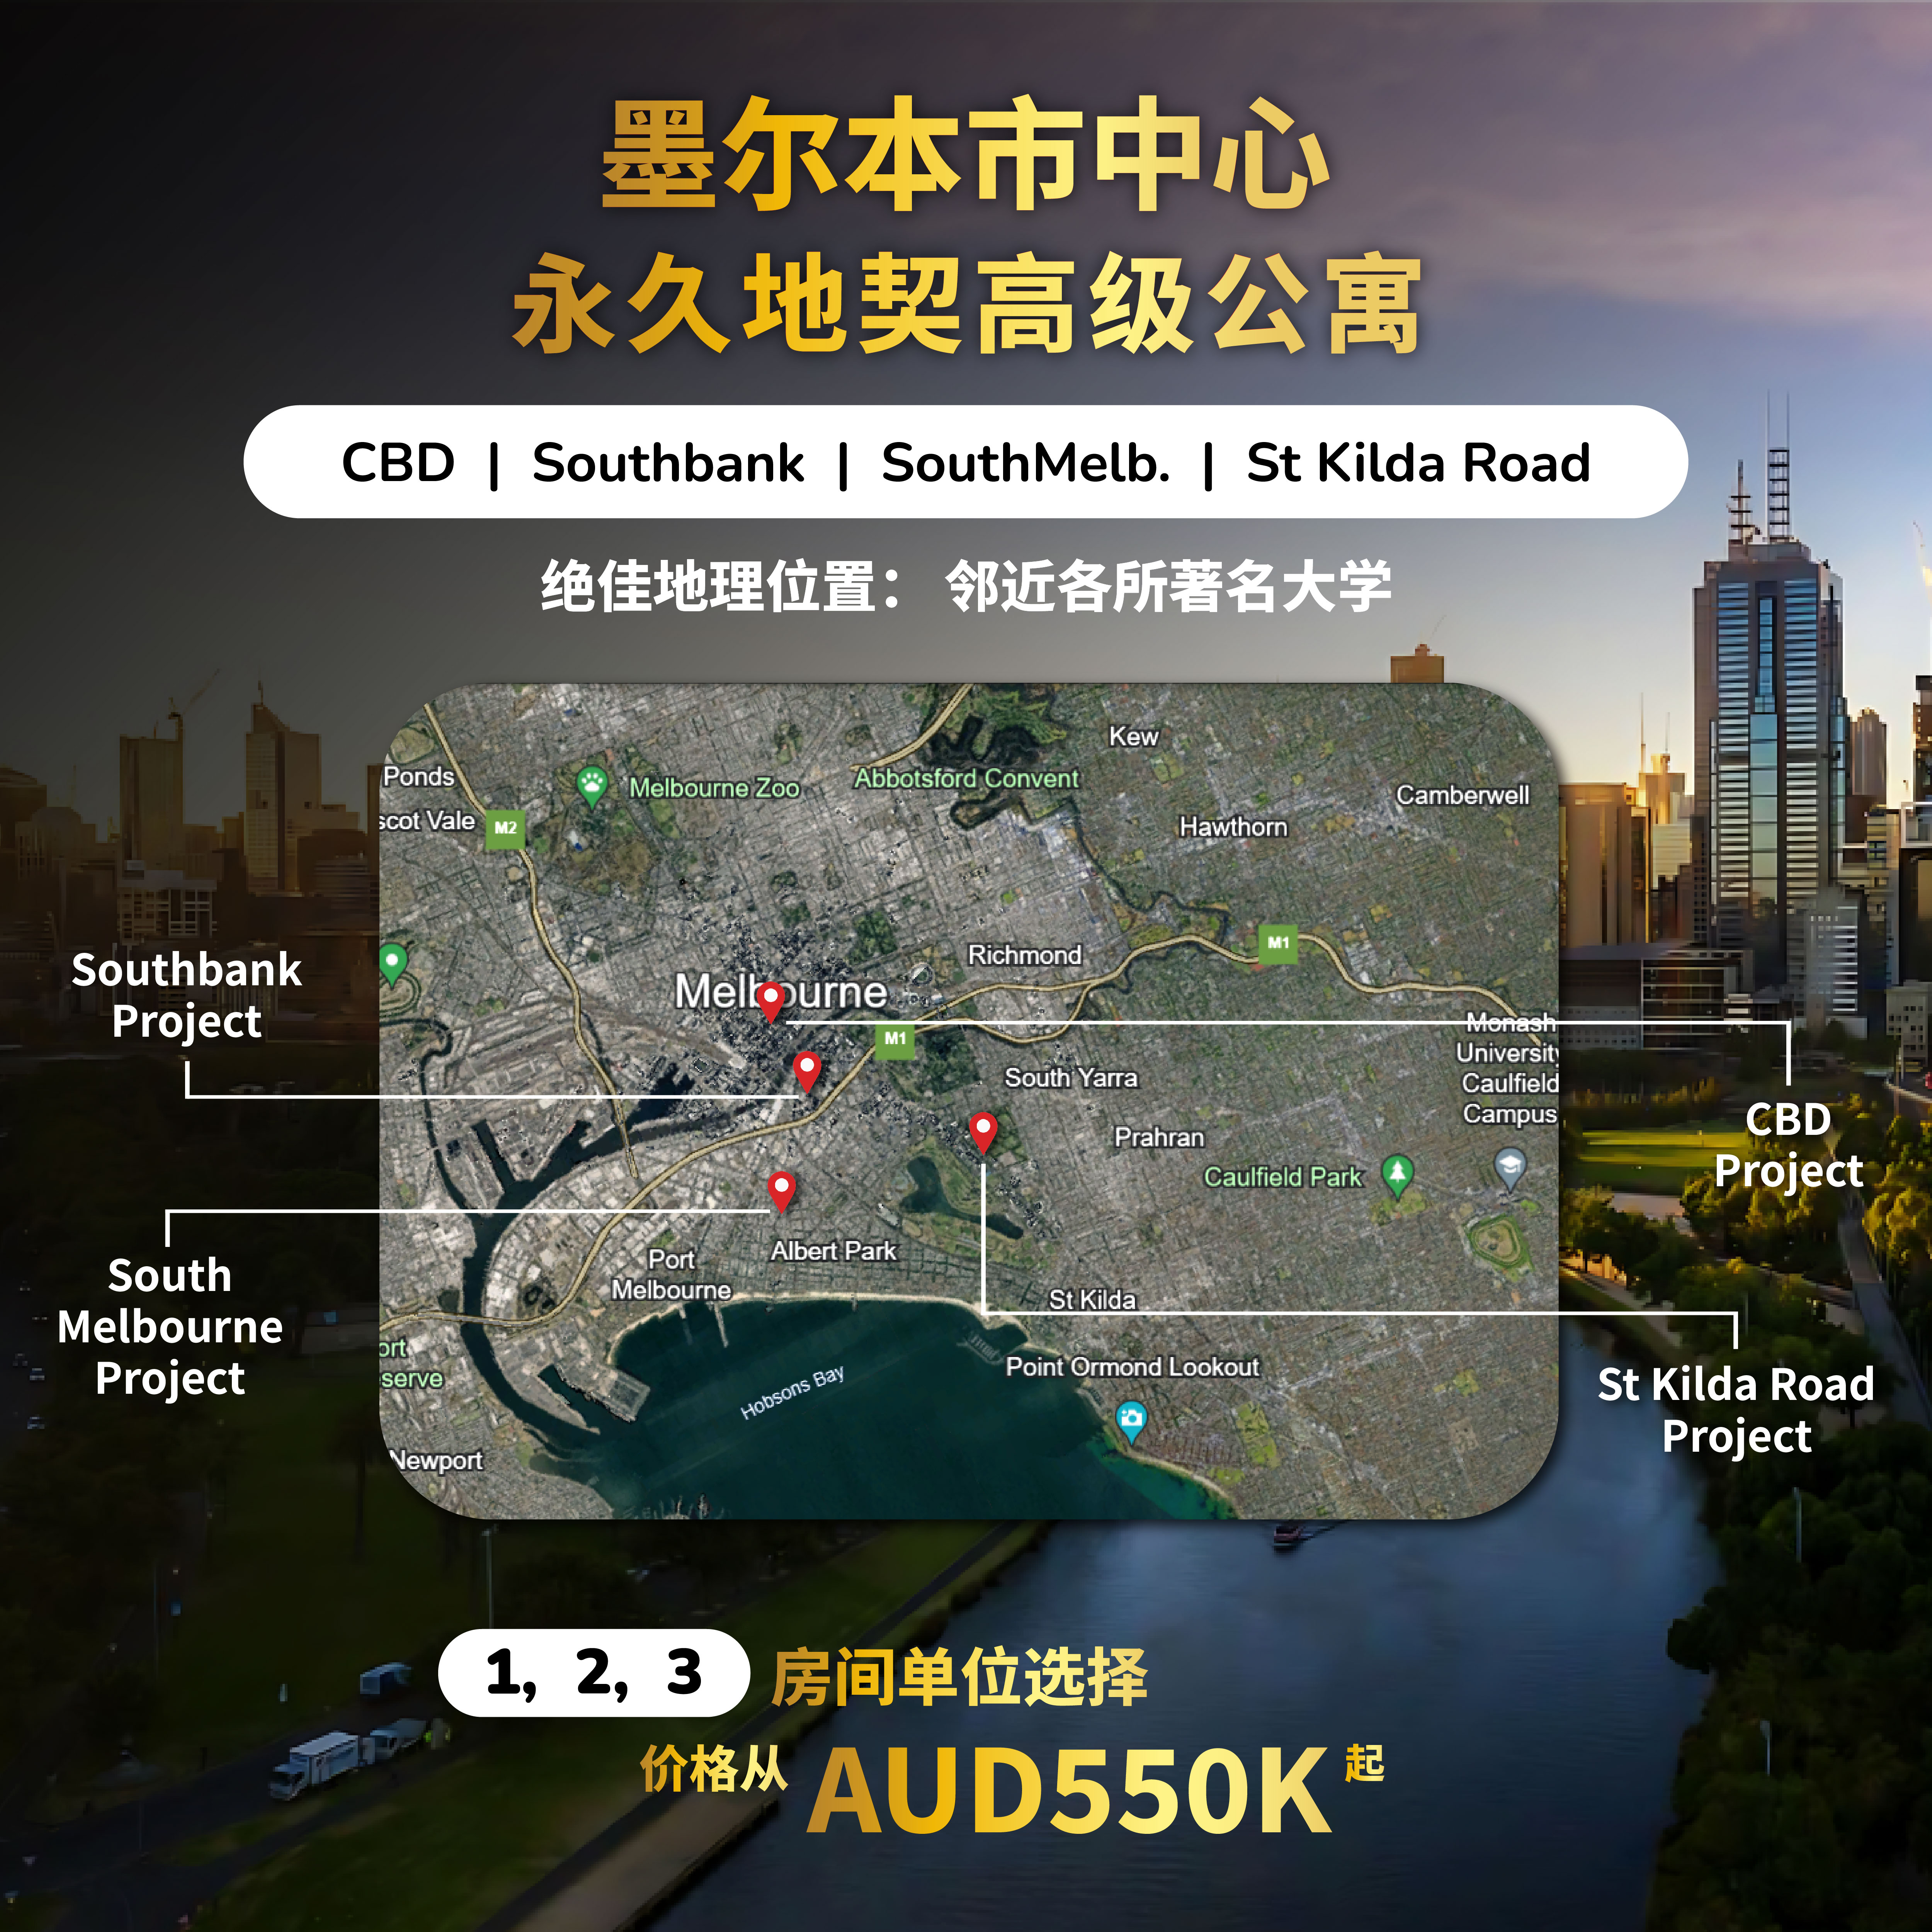 墨尔本市中心
永久地契高级公寓
CBD | Southbank | SouthMelb. | St Kilda Road
绝佳地理位置： 邻近各所著名大学
Kew
Ponds
Melbourne Zoo
Abbotsford Convent
Camberwell
scot Vale
M2
Hawthorn
Richmond
M1
Melbourne
M1
Southbank
Project
Monash
University
Caulfield
Campus
South Yarra
Prahran
CBD
Project
Caulfield Park
Albert Park
Port
Melbourne
South
Melbourne
Project
St Kilda
ort
serve
Point Ormond Lookout
Hobsons Bay
St Kilda Road
Project
Newport
1, 2, 3 房间单位选择
价格从 AUD550K 起